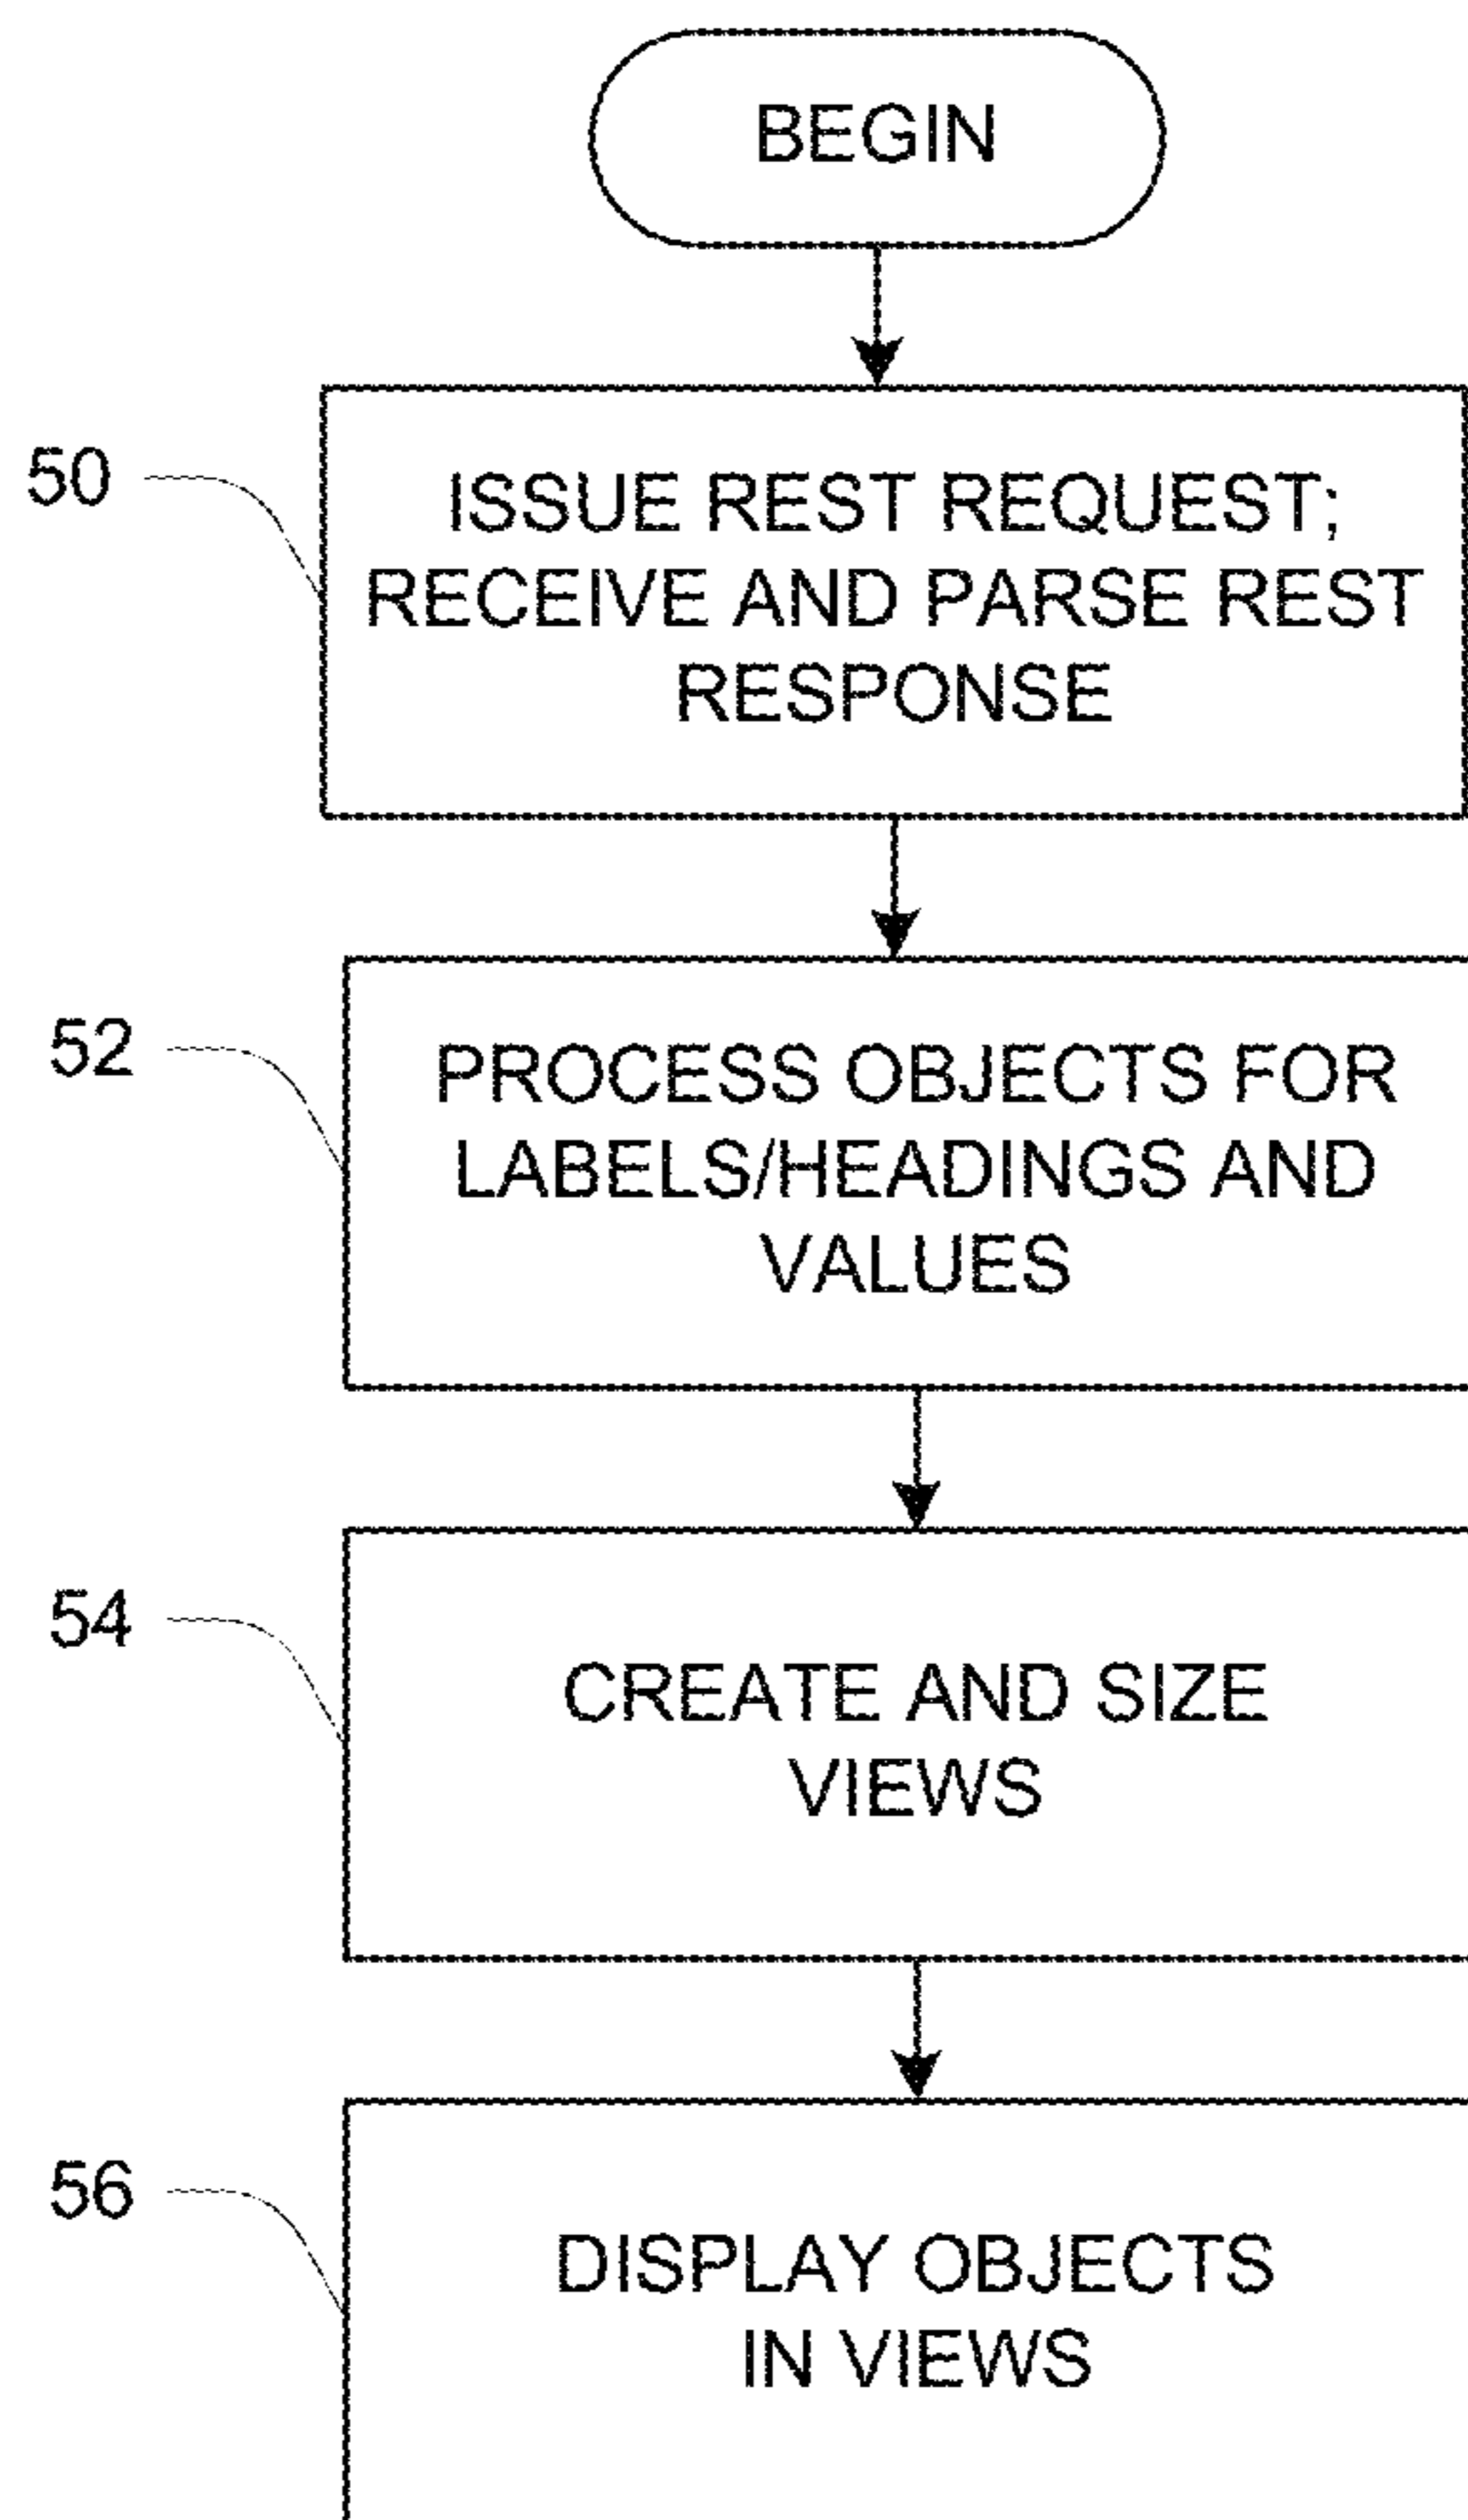 BEGIN
50
ISSUE REST REQUEST;
RECEIVE AND PARSE REST
RESPONSE
52
PROCESS OBJECTS FOR
LABELS/HEADINGS AND
VALUES
54
CREATE AND SIZE
VIEWS
56
DISPLAY OBJECTS
IN VIEWS